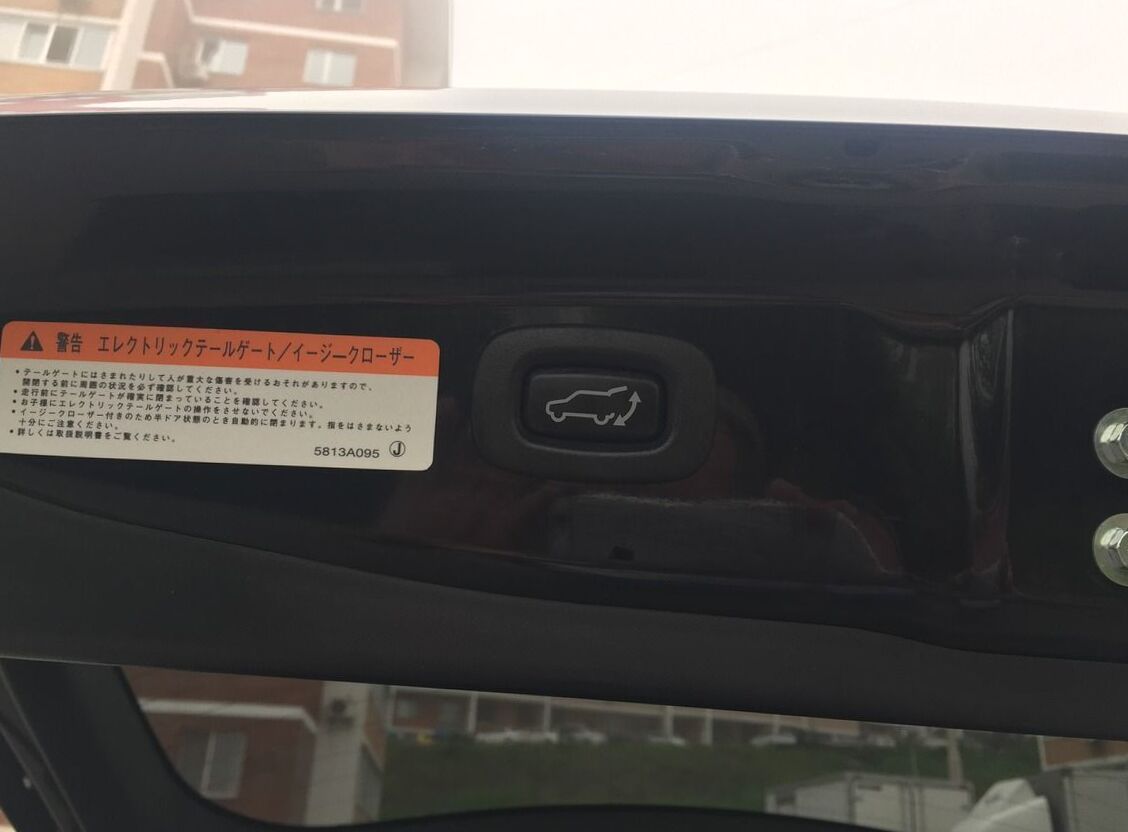 警告 エレクトリックテールゲート／イージークローザー
・テールゲートにはさまれたりして人が重大な傷害を受けるおそれがありますので、
開閉する前に周囲の状況を必ず確認してください。
・走行前にテールゲートが確実に閉まっていることを確認してください。
・お子様にエレクトリックテールゲートの操作をさせないでください。
・イージークローザー付きのため半ドア状態のとき自動的に閉まります。指をはさまないよう
十分にご注意ください。
・詳しくは取扱説明書をご覧ください。
5813A095 Ⓙ